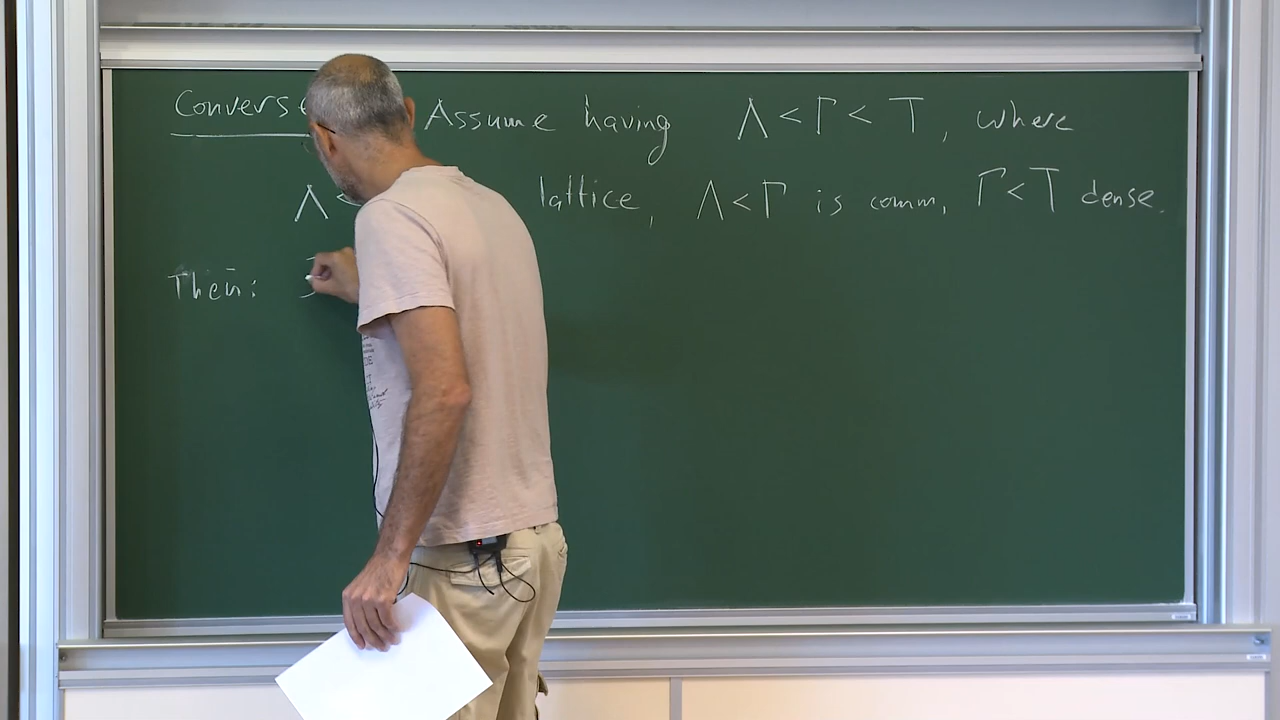 Converse Assume having Λ < Γ < T, where
Λ < lattice, Λ < Γ is comm, Γ < T dense.
Then: